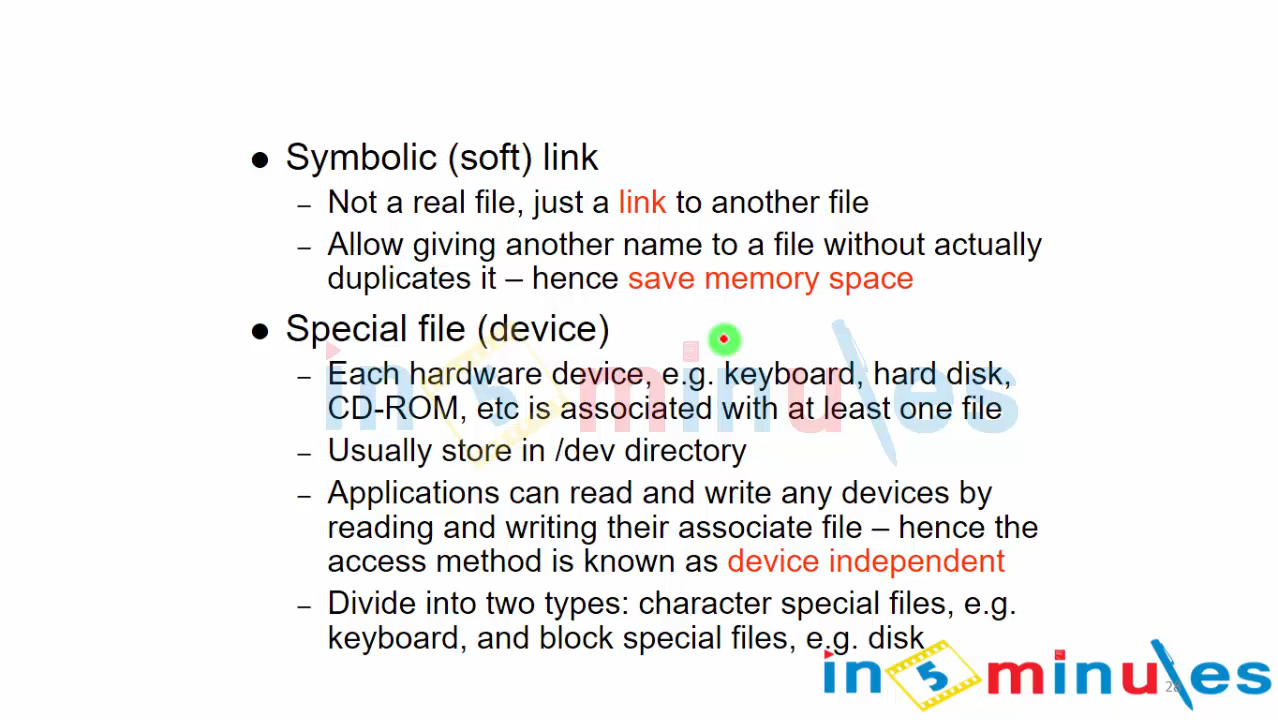 ● Symbolic (soft) link
– Not a real file, just a link to another file
– Allow giving another name to a file without actually
duplicates it – hence save memory space
● Special file (device)
– Each hardware device, e.g. keyboard, hard disk,
CD-ROM, etc is associated with at least one file
– Usually store in /dev directory
– Applications can read and write any devices by
reading and writing their associate file – hence the
access method is known as device independent
– Divide into two types: character special files, e.g.
keyboard, and block special files, e.g. disk
in 5 minutes
in 5 minutes